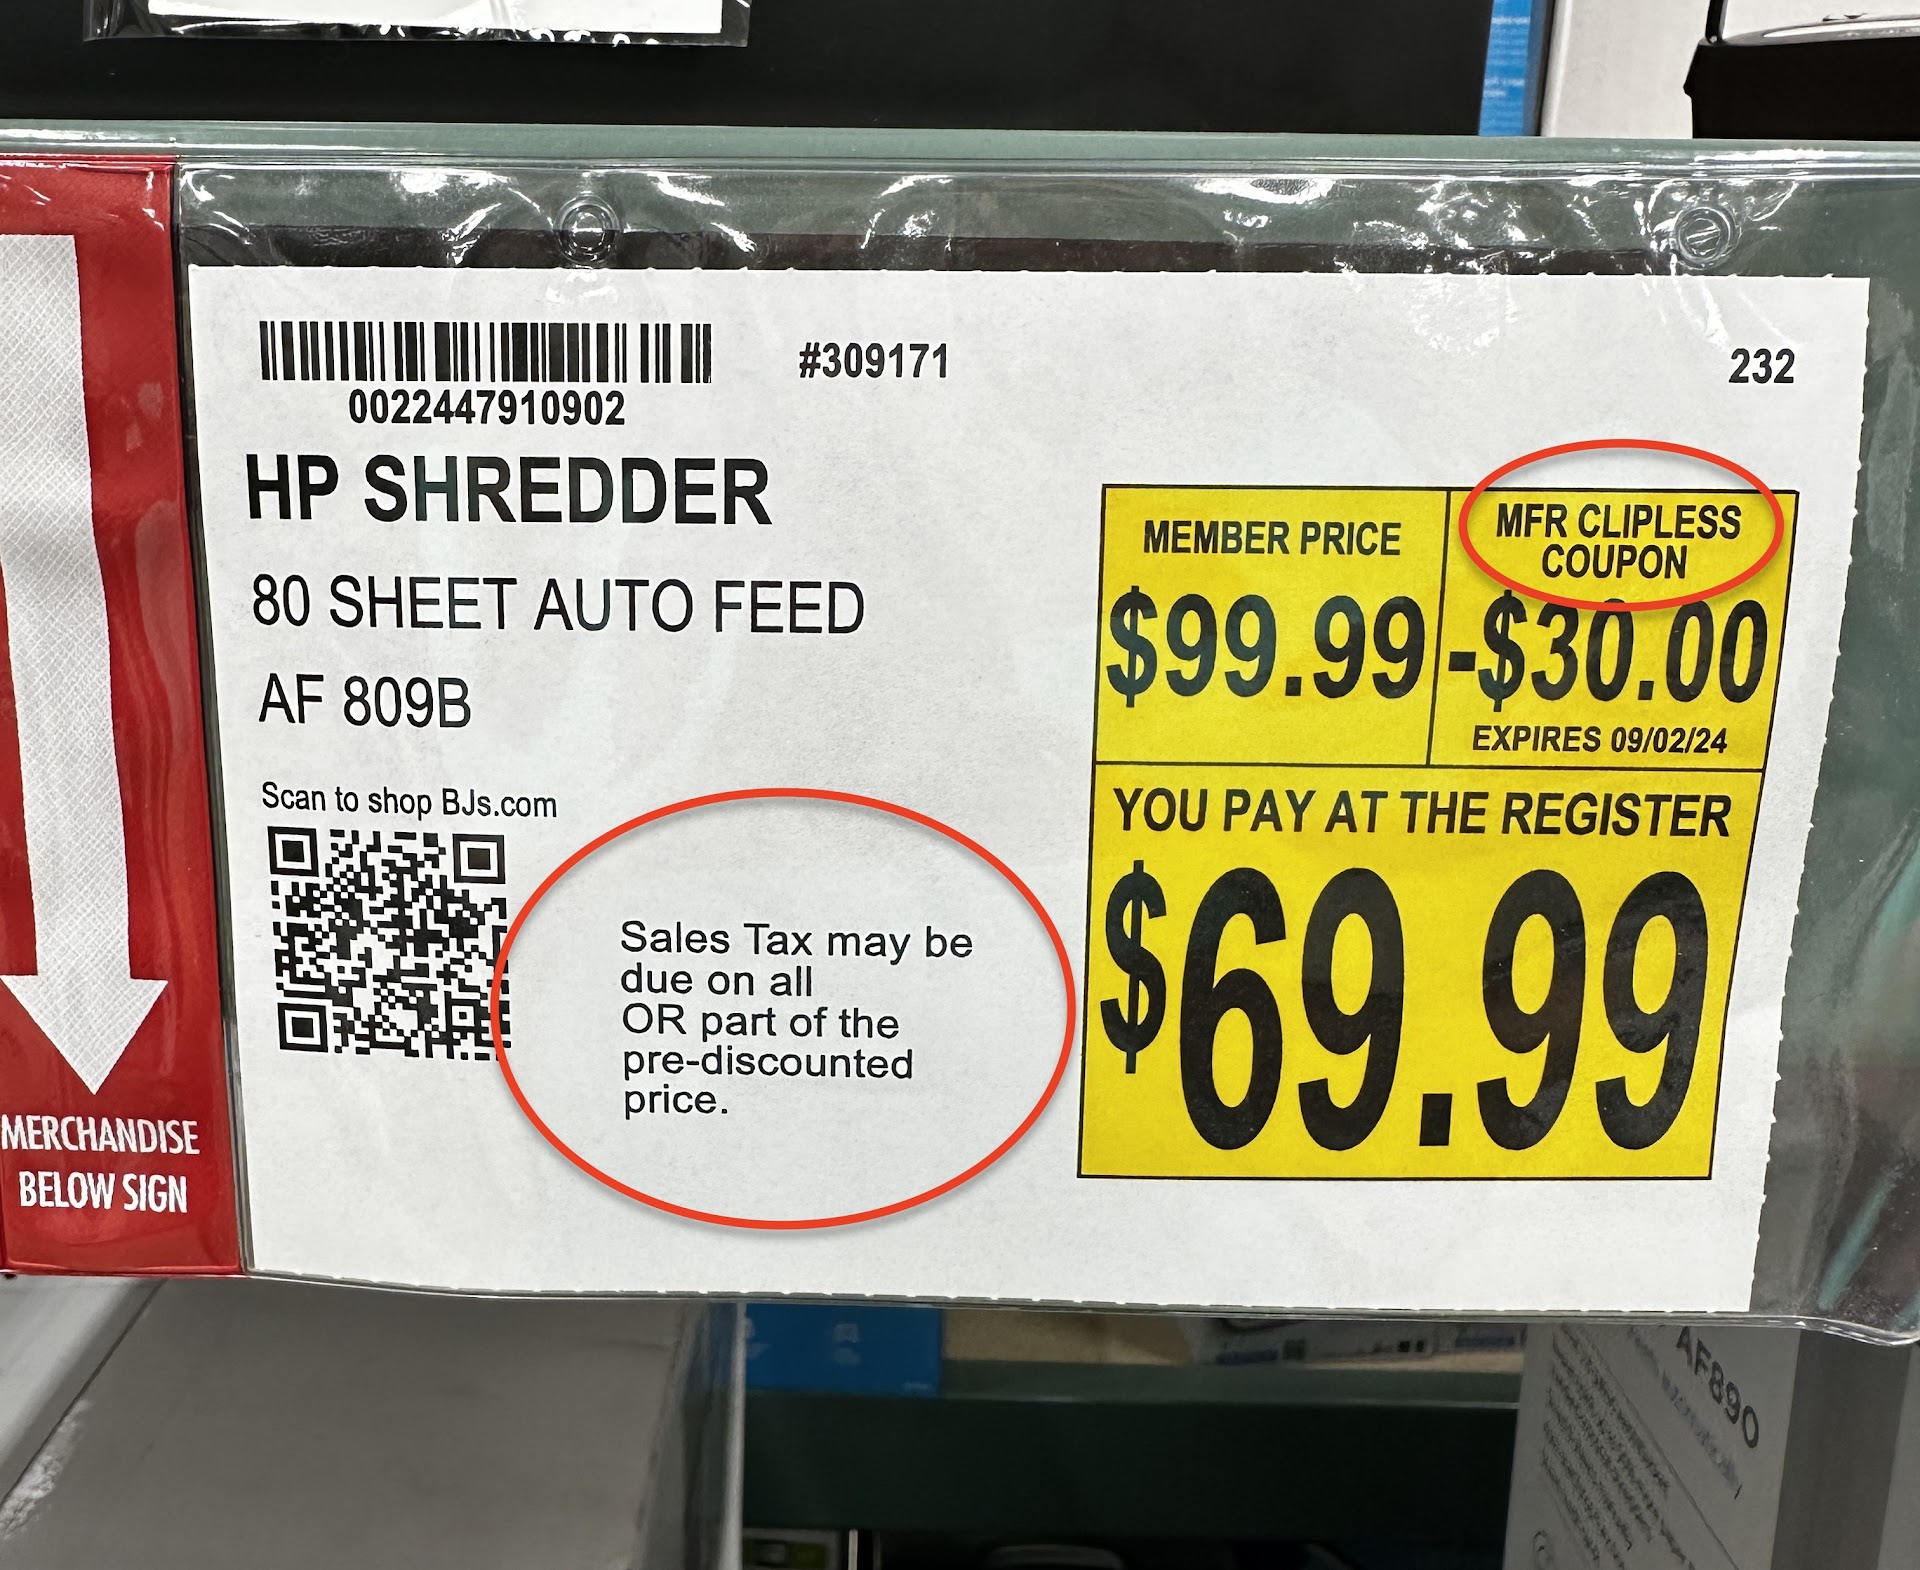 0022447910902
#309171
232
HP SHREDDER
80 SHEET AUTO FEED
AF 809B
Scan to shop BJs.com
Sales Tax may be
due on all
OR part of the
pre-discounted
price.
MEMBER PRICE
$99.99
MFR CLIPLESS
COUPON
-$30.00
EXPIRES 09/02/24
YOU PAY AT THE REGISTER
$69.99
MERCHANDISE
BELOW SIGN
AF890